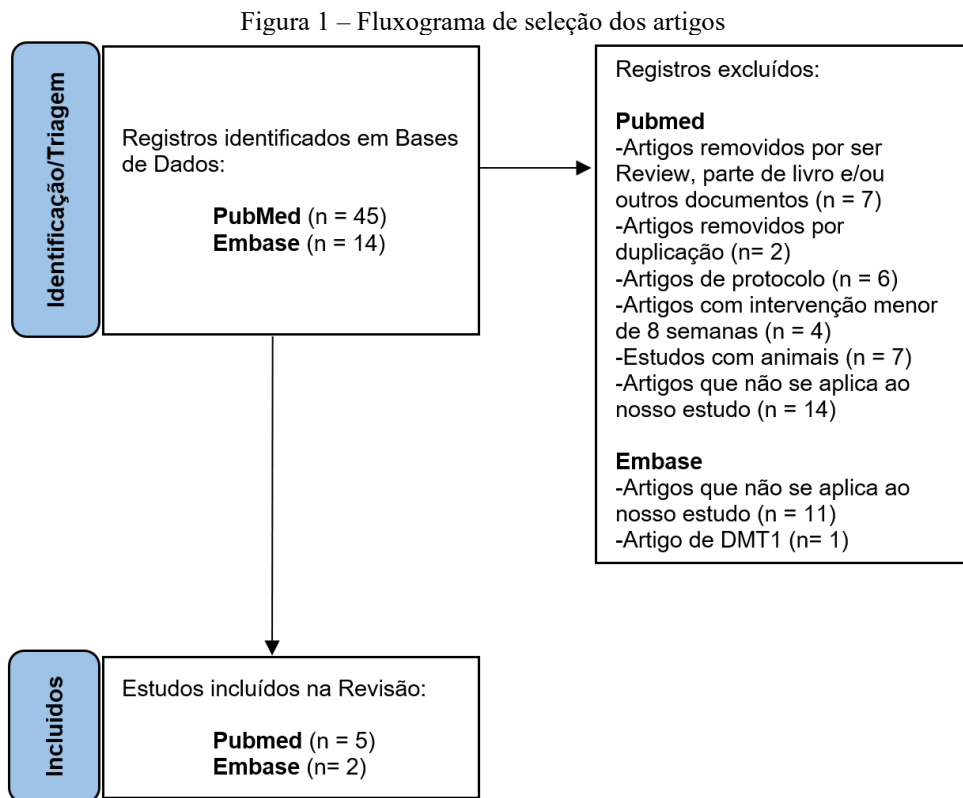 Figura 1 – Fluxograma de seleção dos artigos
Identificação/Triagem
Registros identificados em Bases
de Dados:
PubMed (n = 45)
Embase (n = 14)
Registros excluídos:
Pubmed
-Artigos removidos por ser
Review, parte de livro e/ou
outros documentos (n = 7)
-Artigos removidos por
duplicação (n= 2)
-Artigos de protocolo (n = 6)
-Artigos com intervenção menor
de 8 semanas (n = 4)
-Estudos com animais (n = 7)
-Artigos que não se aplica ao
nosso estudo (n = 14)
Embase
-Artigos que não se aplica ao
nosso estudo (n = 11)
-Artigo de DMT1 (n= 1)
Incluidos
Estudos incluídos na Revisão:
Pubmed (n = 5)
Embase (n= 2)